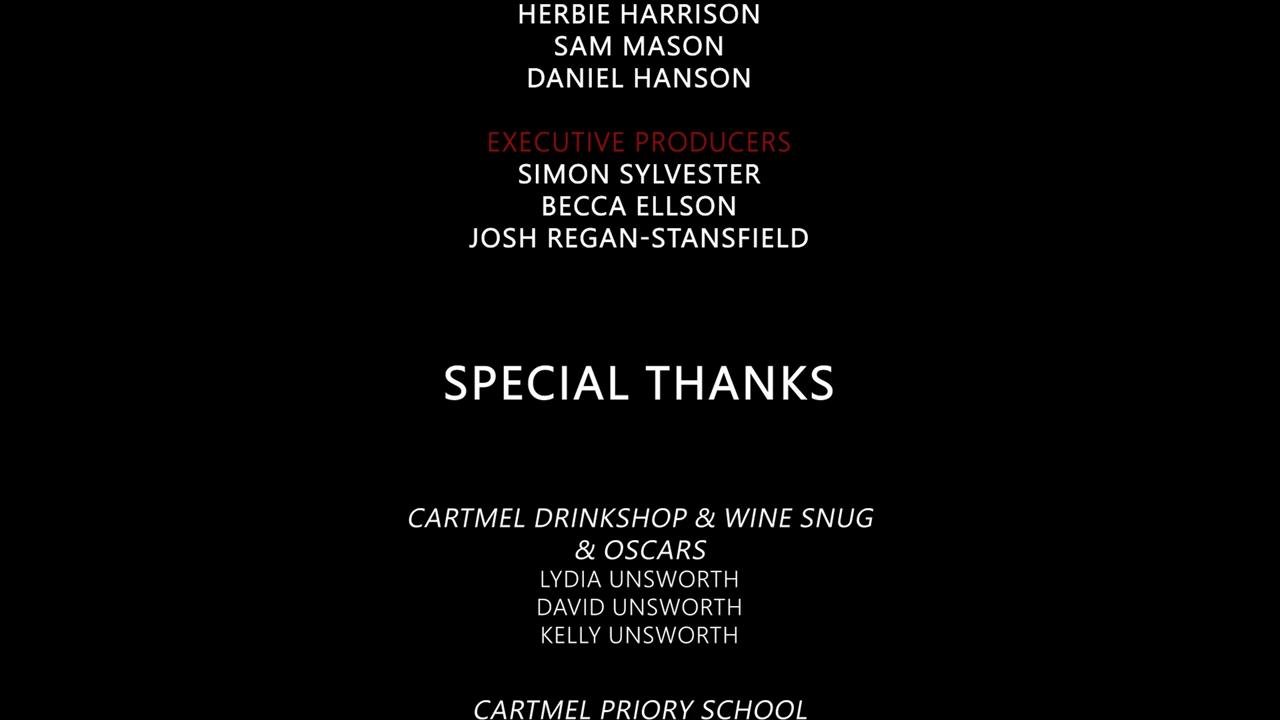 HERBIE HARRISON
SAM MASON
DANIEL HANSON
EXECUTIVE PRODUCERS
SIMON SYLVESTER
BECCA ELLSON
JOSH REGAN-STANSFIELD
SPECIAL THANKS
CARTMEL DRINKSHOP & WINE SNUG
& OSCARS
LYDIA UNSWORTH
DAVID UNSWORTH
KELLY UNSWORTH
CARTMEL PRIORY SCHOOL